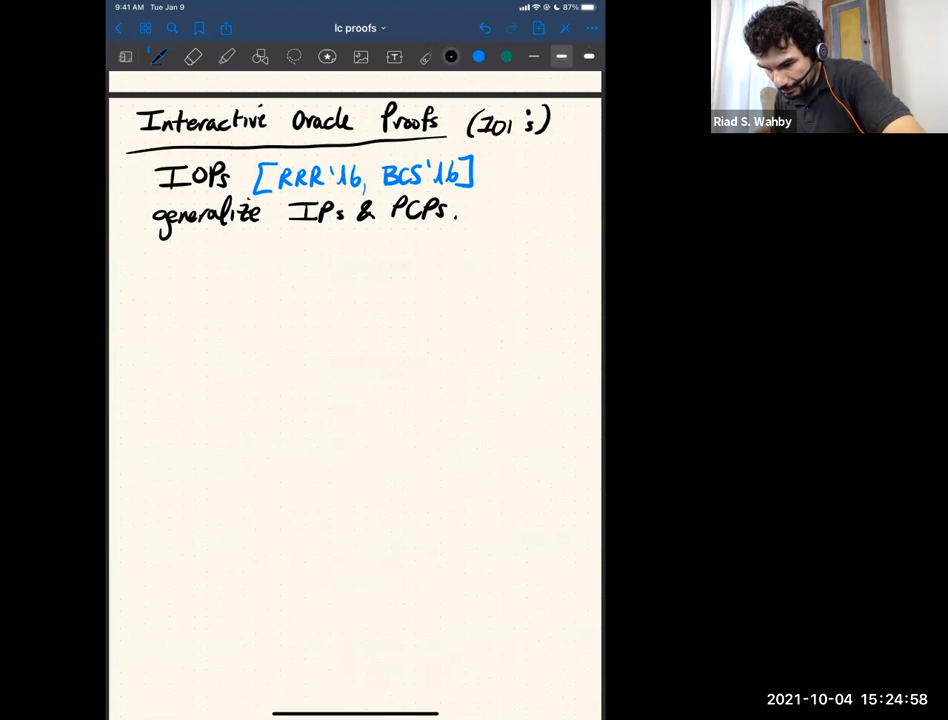 9:41 AM Tue Jan 9
87%
lc proofs
Interactive Oracle Proofs
IOPs [RRR'16, BCS'16]
generalize IPs & PCPs.
Riad S. Wahby
2021-10-04 15:24:58